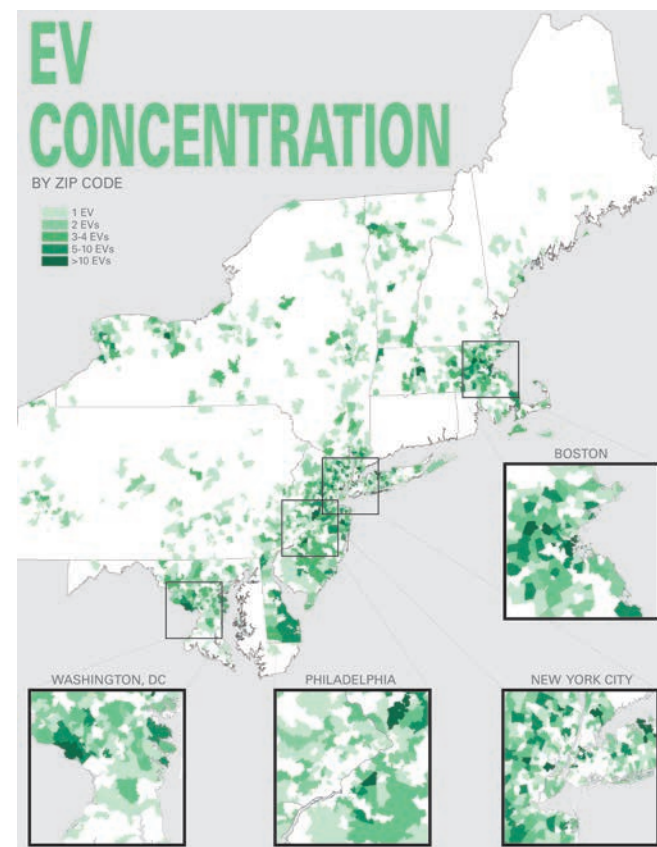 EV
CONCENTRATION
BY ZIP CODE
1 EV
2 EVs
3-4 EVs
5-10 EVs
>10 EVs
BOSTON
WASHINGTON, DC
PHILADELPHIA
NEW YORK CITY